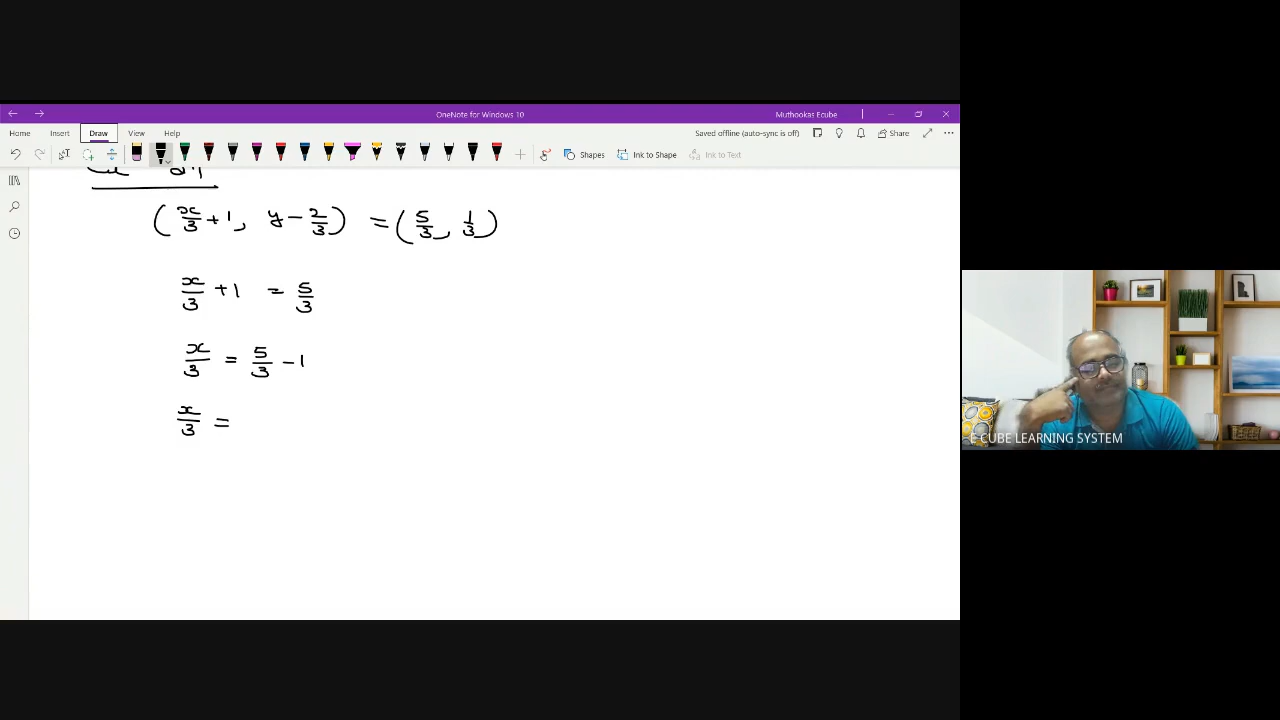 OneNote for Windows 10
Muthookas Ecube
Home Insert Draw View Help
Saved offline (auto-sync is off)
Share
Shapes
Ink to Shape
Ink to Text
(x/3 + 1, y − 2/3) = (5/3, 1/3)
x/3 + 1 = 5/3
x/3 = 5/3 − 1
x/3 =
E CUBE LEARNING SYSTEM